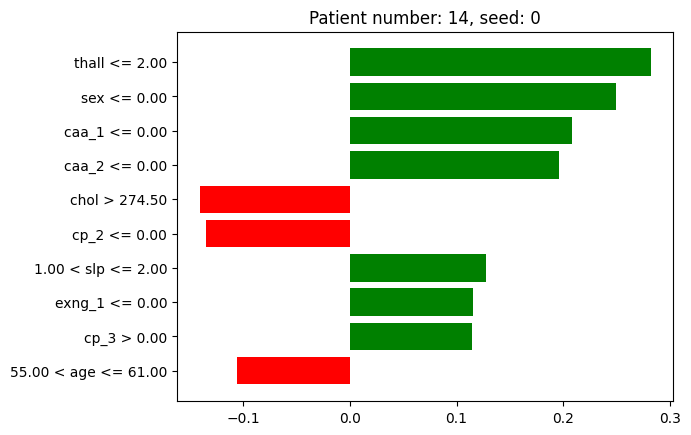 Patient number: 14, seed: 0
thall <= 2.00
sex <= 0.00
caa_1 <= 0.00
caa_2 <= 0.00
chol > 274.50
cp_2 <= 0.00
1.00 < slp <= 2.00
exng_1 <= 0.00
cp_3 > 0.00
55.00 < age <= 61.00
−0.1 0.0 0.1 0.2 0.3